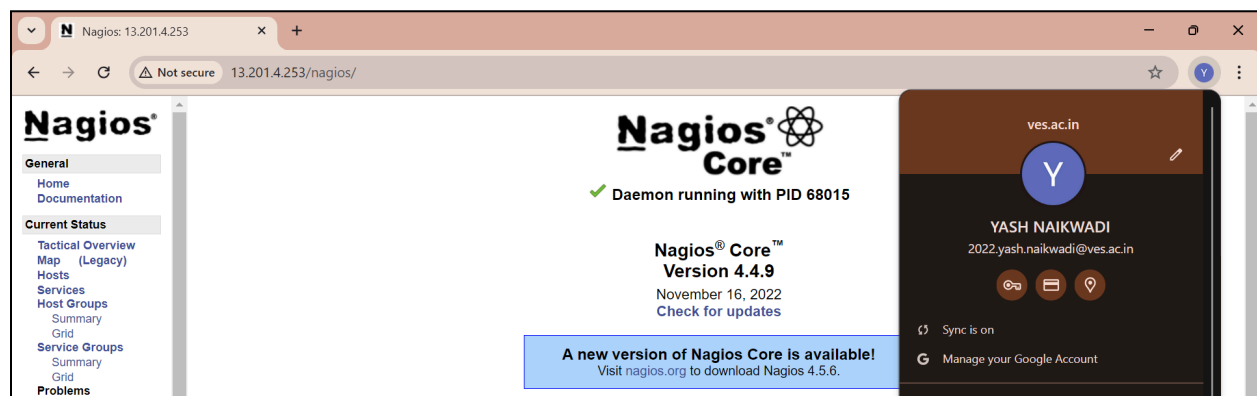 N Nagios: 13.201.4.253
Not secure 13.201.4.253/nagios/
Y
Nagios®
General
Home
Documentation
Current Status
Tactical Overview
Map (Legacy)
Hosts
Services
Host Groups
Summary
Grid
Service Groups
Summary
Grid
Problems
Nagios®
Core™
Daemon running with PID 68015
Nagios® Core™
Version 4.4.9
November 16, 2022
Check for updates
A new version of Nagios Core is available!
Visit nagios.org to download Nagios 4.5.6.
ves.ac.in
Y
YASH NAIKWADI
2022.yash.naikwadi@ves.ac.in
Sync is on
G Manage your Google Account